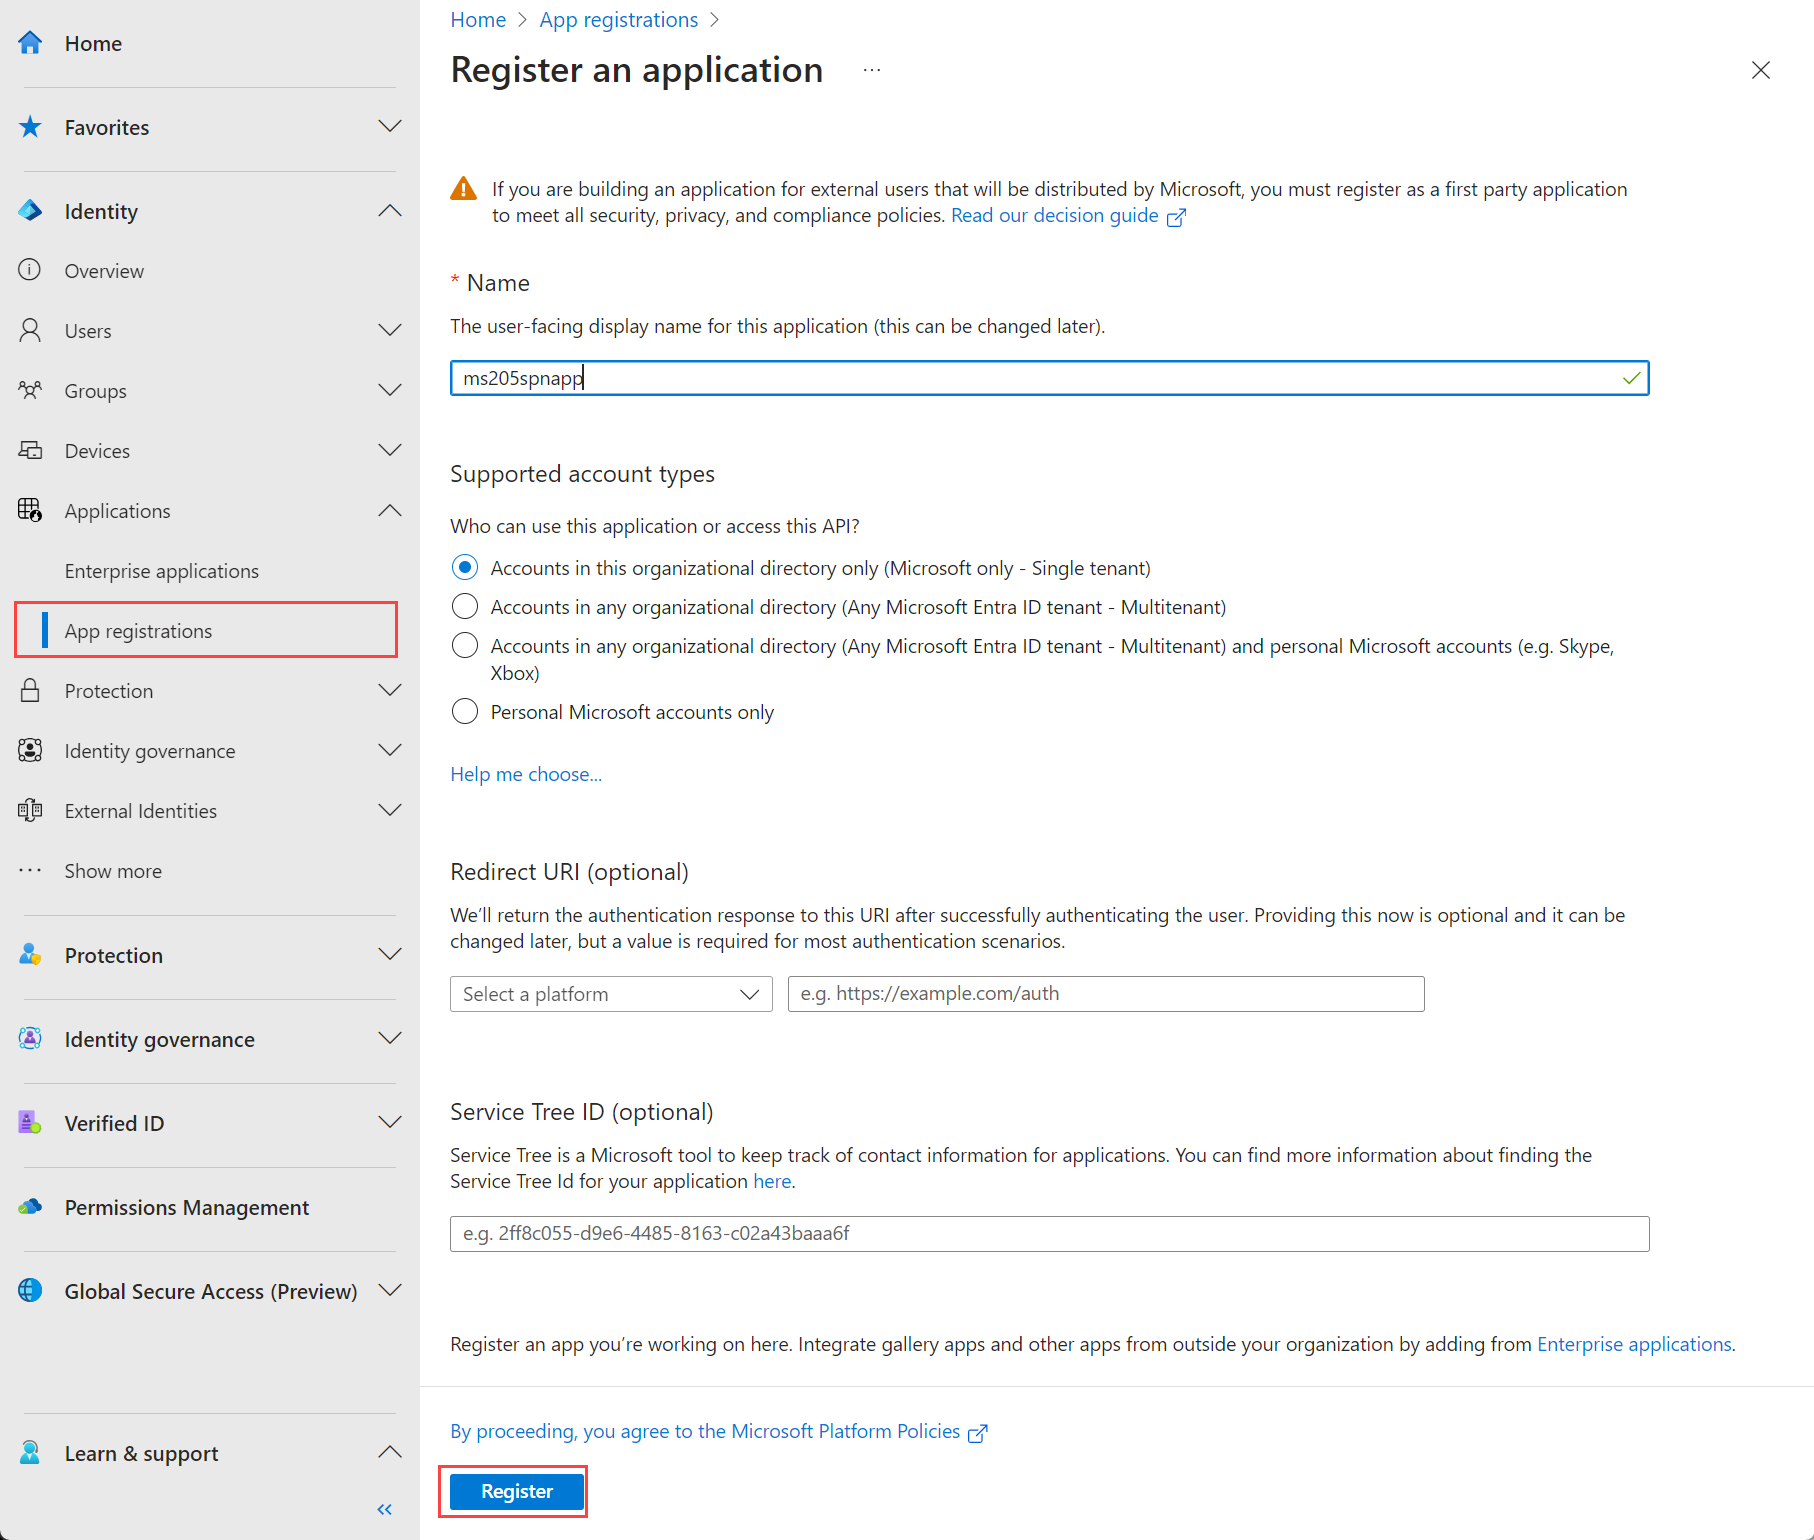 Home
Favorites
Identity
Overview
Users
Groups
Devices
Applications
Enterprise applications
App registrations
Protection
Identity governance
External Identities
Show more
Protection
Identity governance
Verified ID
Permissions Management
Global Secure Access (Preview)
Learn & support
Home > App registrations >
Register an application
If you are building an application for external users that will be distributed by Microsoft, you must register as a first party application
to meet all security, privacy, and compliance policies. Read our decision guide
* Name
The user-facing display name for this application (this can be changed later).
ms205spnapp
Supported account types
Who can use this application or access this API?
Accounts in this organizational directory only (Microsoft only - Single tenant)
Accounts in any organizational directory (Any Microsoft Entra ID tenant - Multitenant)
Accounts in any organizational directory (Any Microsoft Entra ID tenant - Multitenant) and personal Microsoft accounts (e.g. Skype,
Xbox)
Personal Microsoft accounts only
Help me choose...
Redirect URI (optional)
We'll return the authentication response to this URI after successfully authenticating the user. Providing this now is optional and it can be
changed later, but a value is required for most authentication scenarios.
Select a platform
e.g. https://example.com/auth
Service Tree ID (optional)
Service Tree is a Microsoft tool to keep track of contact information for applications. You can find more information about finding the
Service Tree Id for your application here.
e.g. 2ff8c055-d9e6-4485-8163-c02a43baaa6f
Register an app you're working on here. Integrate gallery apps and other apps from outside your organization by adding from Enterprise applications.
By proceeding, you agree to the Microsoft Platform Policies
Register